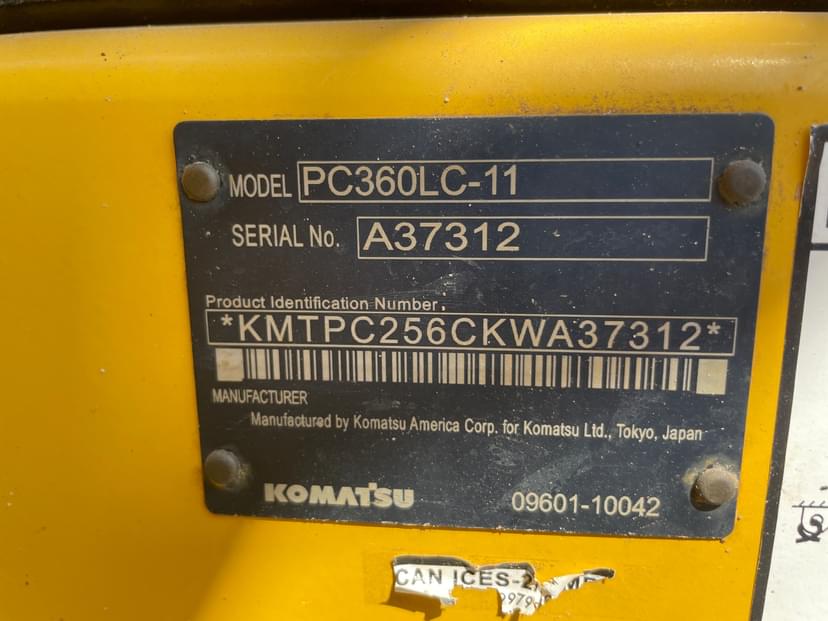 MODEL PC360LC-11
SERIAL No. A37312
Product Identification Number
*KMTPC256CKWA37312*
MANUFACTURER
Manufactured by Komatsu America Corp. for Komatsu Ltd., Tokyo, Japan
KOMATSU 09601-10042
CAN ICES-2